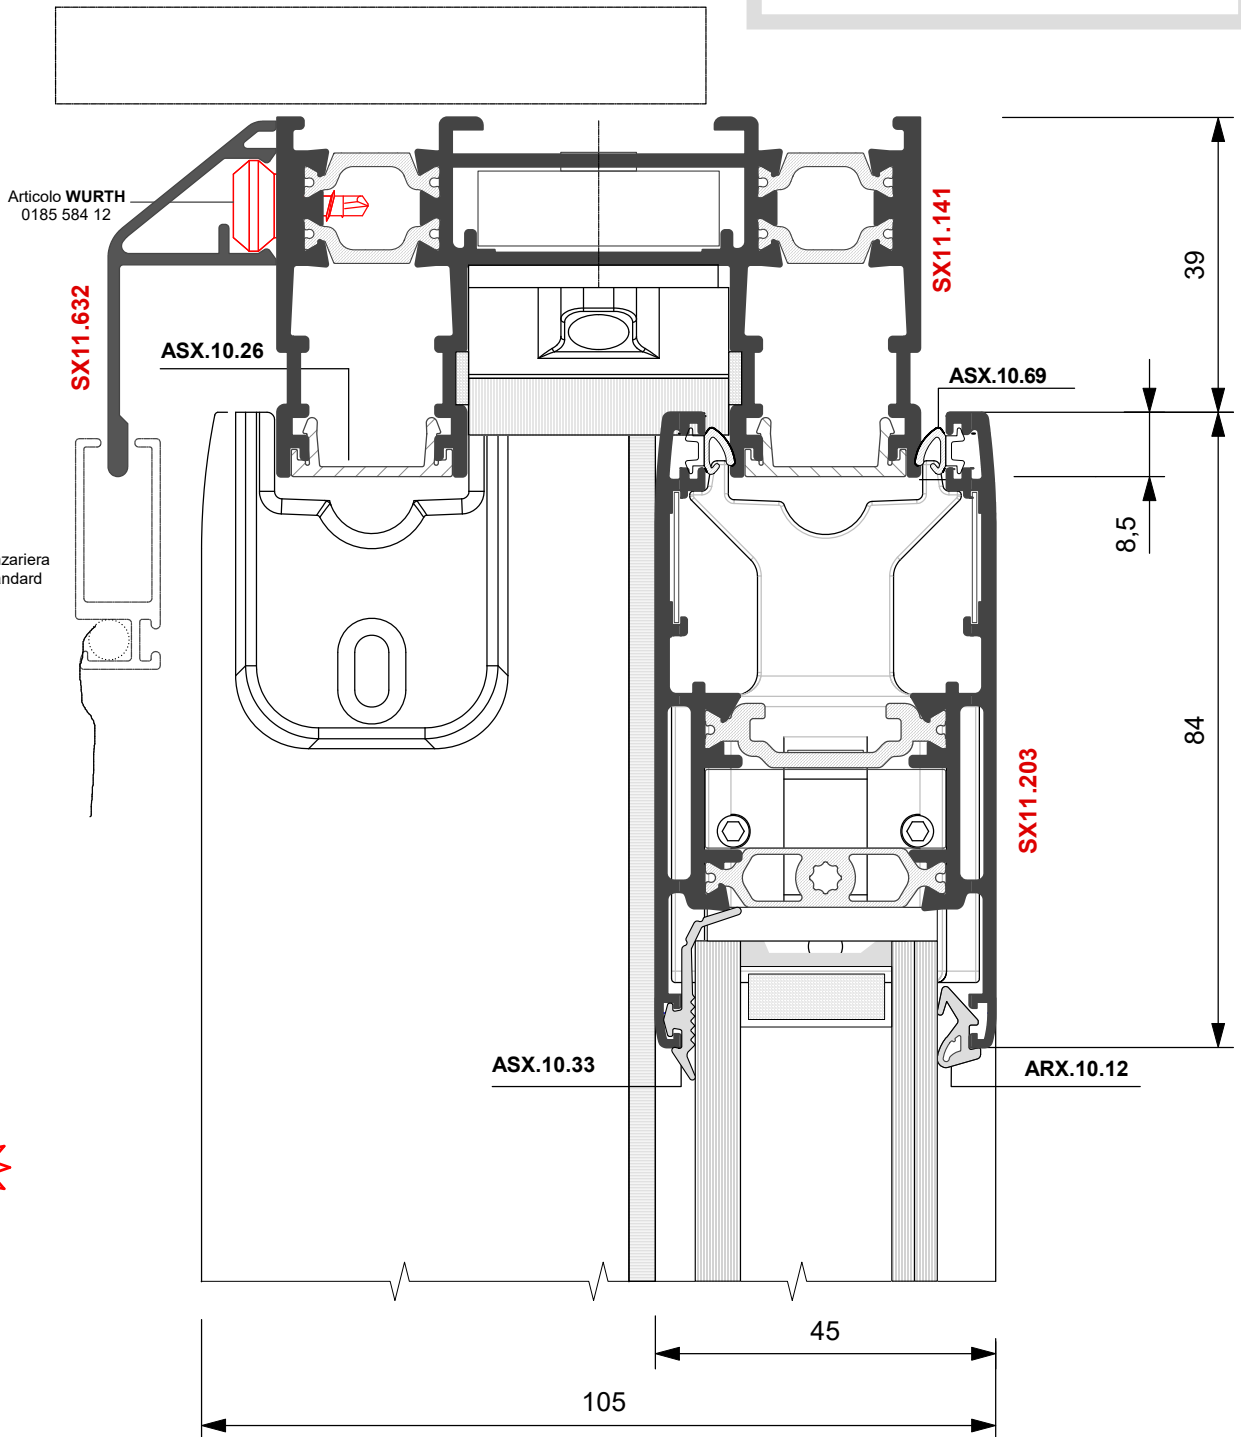 Articolo WURTH
0185 584 12
SX11.141
39
SX11.632
ASX.10.26
ASX.10.69
8,5
84
SX11.203
ASX.10.33
ARX.10.12
45
105